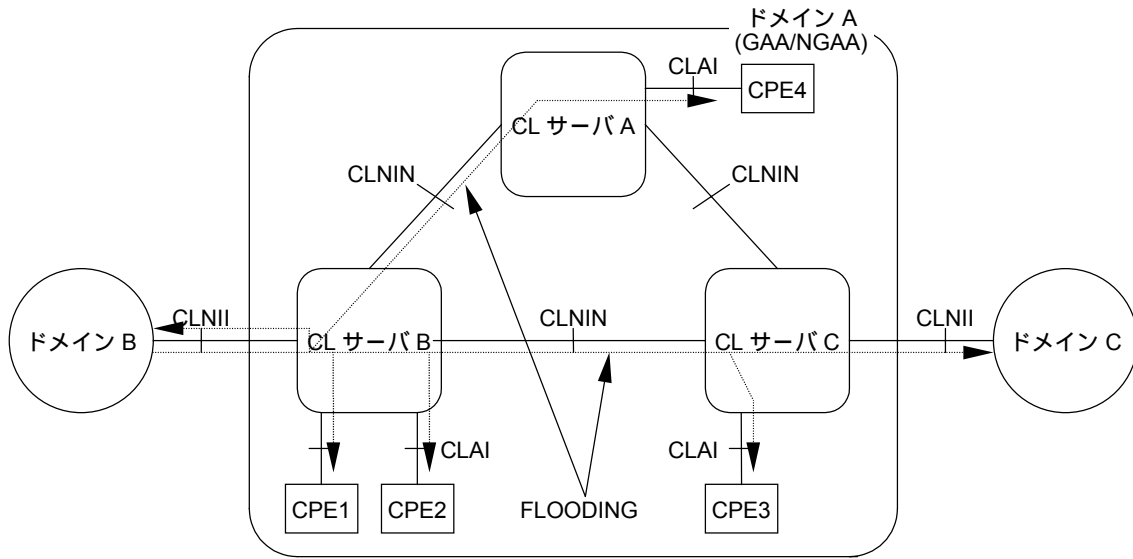 ドメイン A
(GAA/NGAA)
CLAI
CPE4
CL サーバ A
CLNIN
CLNIN
CLNII
CLNIN
CLNII
ドメイン B
CL サーバ B
CL サーバ C
ドメイン C
CLAI
CLAI
CPE1
CPE2
FLOODING
CPE3